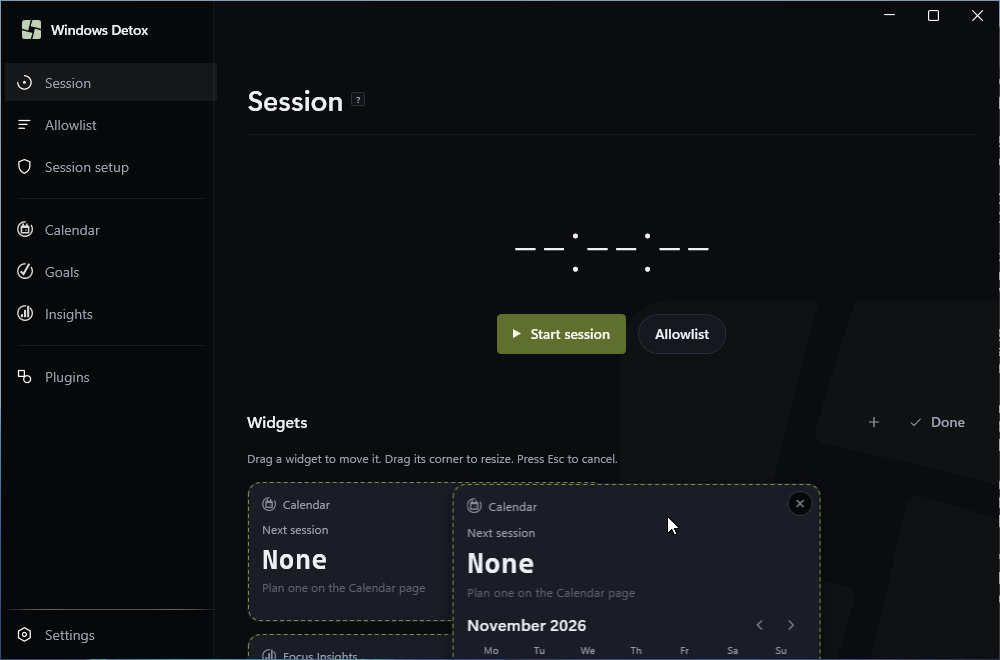 Windows Detox
Session
Allowlist
Session setup
Calendar
Goals
Insights
Plugins
Settings
Session ?
--:--:--
Start session
Allowlist
Widgets
+ Done
Drag a widget to move it. Drag its corner to resize. Press Esc to cancel.
Calendar
Next session
None
Plan one on the Calendar page
Focus Insights
Calendar
Next session
None
Plan one on the Calendar page
November 2026
Mo Tu We Th Fr Sa Su